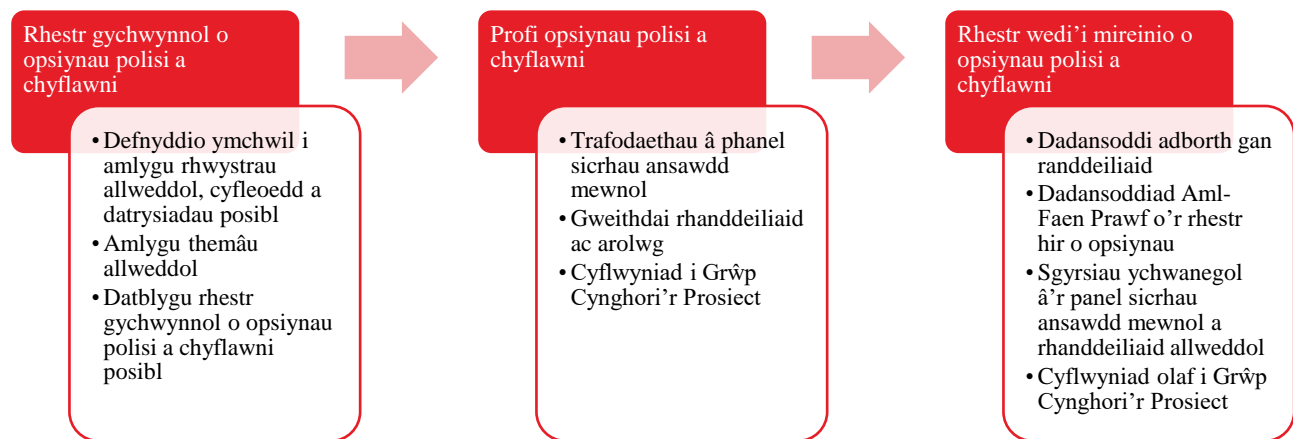 Rhestr gychwynnol o
opsiynau polisi a
chyflawni
• Defnyddio ymchwil i
amlygu rhwystrau
allweddol, cyfleoedd a
datrysiadau posibl
• Amlygu themâu
allweddol
• Datblygu rhestr
gychwynnol o opsiynau
polisi a chyflawni
posibl
Profi opsiynau polisi a
chyflawni
• Trafodaethau â phanel
sicrhau ansawdd
mewnol
• Gweithdai rhanddeiliaid
ac arolwg
• Cyflwyniad i Grŵp
Cynghori’r Prosiect
Rhestr wedi’i mireinio o
opsiynau polisi a
chyflawni
• Dadansoddi adborth gan
randdeiliaid
• Dadansoddiad Aml-
Faen Prawf o’r rhestr
hir o opsiynau
• Sgyrsiau ychwanegol
â’r panel sicrhau
ansawdd mewnol a
rhanddeiliaid allweddol
• Cyflwyniad olaf i Grŵp
Cynghori’r Prosiect